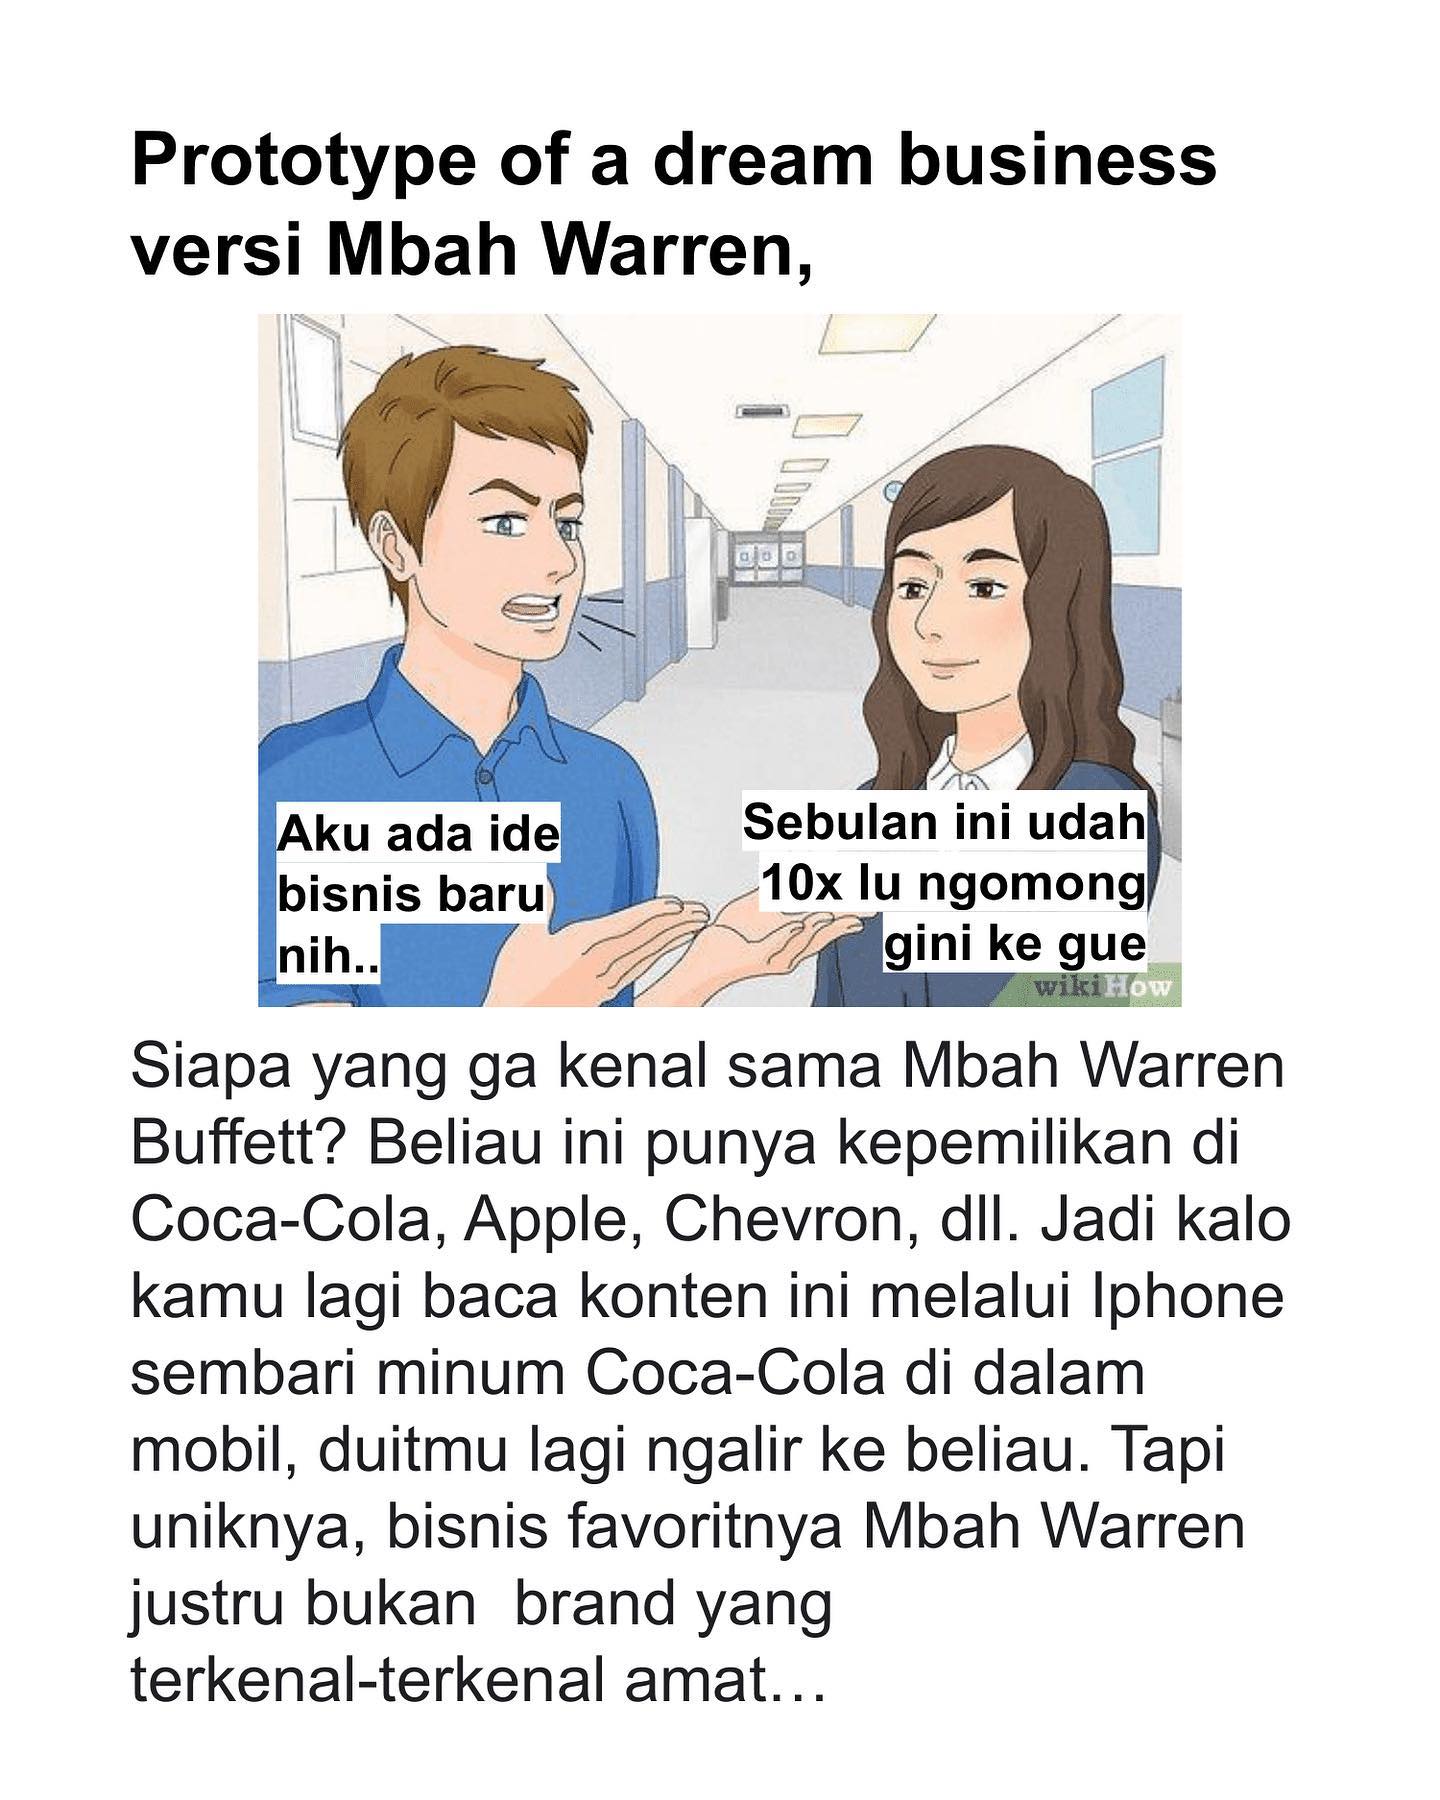 Prototype of a dream business
versi Mbah Warren,
Aku ada ide
bisnis baru
nih..
Sebulan ini udah
10x lu ngomong
gini ke gue
wikiHow
Siapa yang ga kenal sama Mbah Warren
Buffett? Beliau ini punya kepemilikan di
Coca-Cola, Apple, Chevron, dll. Jadi kalo
kamu lagi baca konten ini melalui Iphone
sembari minum Coca-Cola di dalam
mobil, duitmu lagi ngalir ke beliau. Tapi
uniknya, bisnis favoritnya Mbah Warren
justru bukan  brand yang
terkenal-terkenal amat…